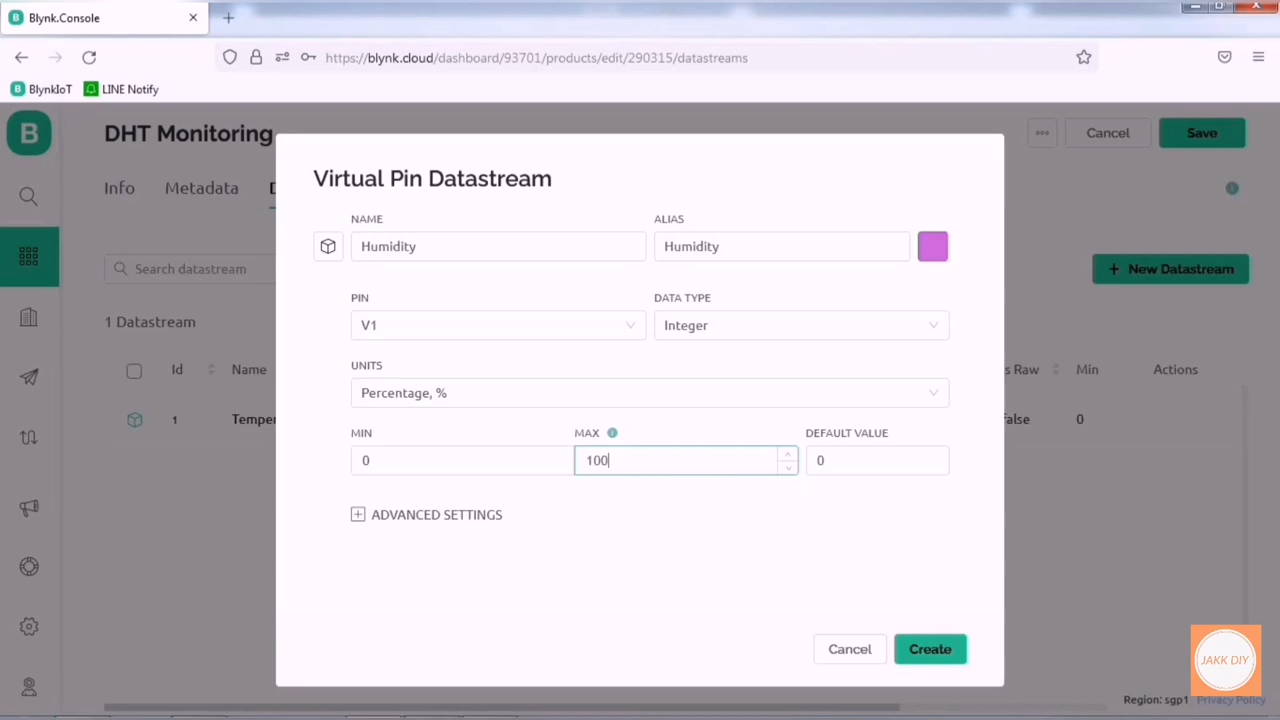 Blynk.Console
https://blynk.cloud/dashboard/93701/products/edit/290315/datastreams
BlynkIoT LINE Notify
B
DHT Monitoring
Cancel Save
Info Metadata D
Search datastream
New Datastream
1 Datastream
Id Name s Raw Min Actions
1 Temper false 0
Virtual Pin Datastream
NAME ALIAS
Humidity Humidity
PIN DATA TYPE
V1 Integer
UNITS
Percentage, %
MIN MAX DEFAULT VALUE
0 100 0
ADVANCED SETTINGS
Cancel Create
JAKK DIY
Region: sgp1 Privacy Policy